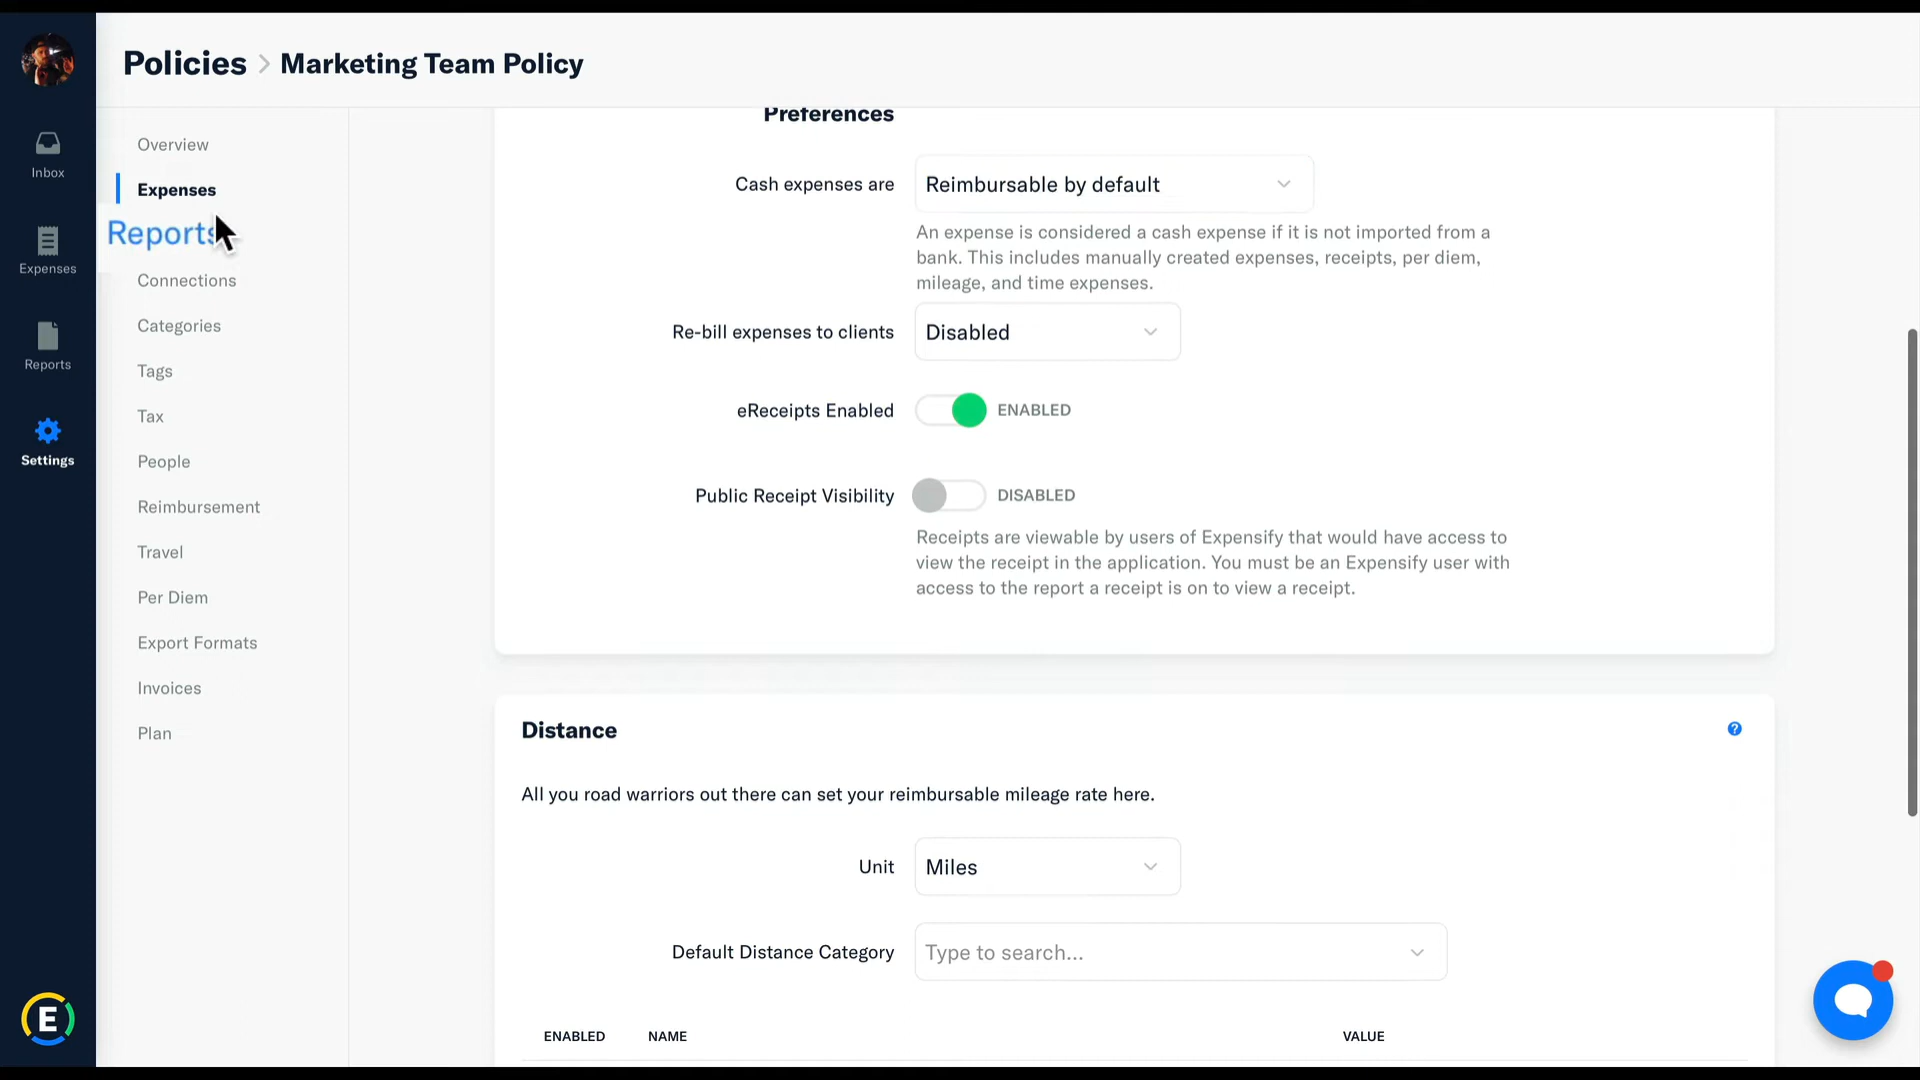 Policies > Marketing Team Policy
Inbox
Expenses
Reports
Settings
E
Overview
Expenses
Reports
Connections
Categories
Tags
Tax
People
Reimbursement
Travel
Per Diem
Export Formats
Invoices
Plan
Preferences
Cash expenses are
Reimbursable by default
An expense is considered a cash expense if it is not imported from a
bank. This includes manually created expenses, receipts, per diem,
mileage, and time expenses.
Re-bill expenses to clients
Disabled
eReceipts Enabled
ENABLED
Public Receipt Visibility
DISABLED
Receipts are viewable by users of Expensify that would have access to
view the receipt in the application. You must be an Expensify user with
access to the report a receipt is on to view a receipt.
Distance
?
All you road warriors out there can set your reimbursable mileage rate here.
Unit
Miles
Default Distance Category
Type to search...
ENABLED
NAME
VALUE